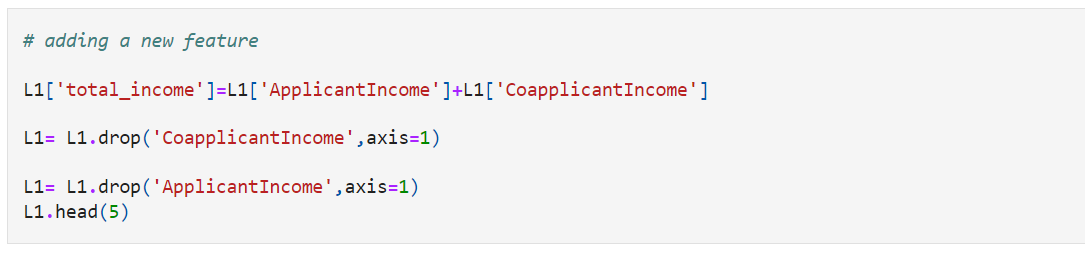 # adding a new feature
L1['total_income']=L1['ApplicantIncome']+L1['CoapplicantIncome']
L1= L1.drop('CoapplicantIncome',axis=1)
L1= L1.drop('ApplicantIncome',axis=1)
L1.head(5)